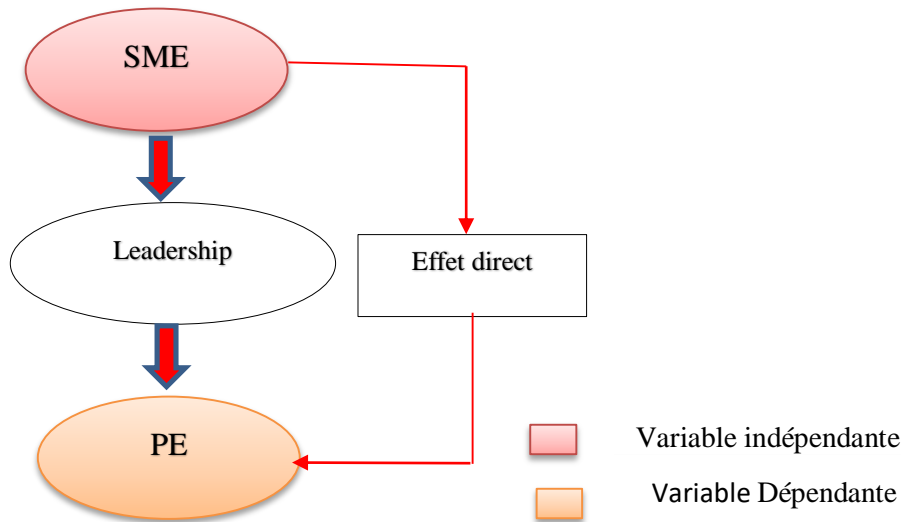 SME
Leadership
Effet direct
PE
Variable indépendante
Variable Dépendante